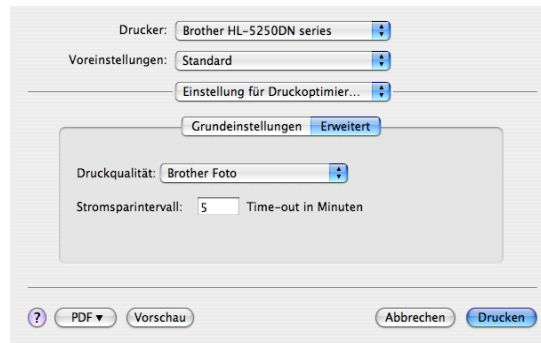 Drucker: Brother HL-5250DN series
Voreinstellungen: Standard
Einstellung für Druckoptimier...
Grundeinstellungen Erweitert
Druckqualität: Brother Foto
Stromsparintervall: 5 Time-out in Minuten
? PDF ▼ Vorschau Abbrechen Drucken